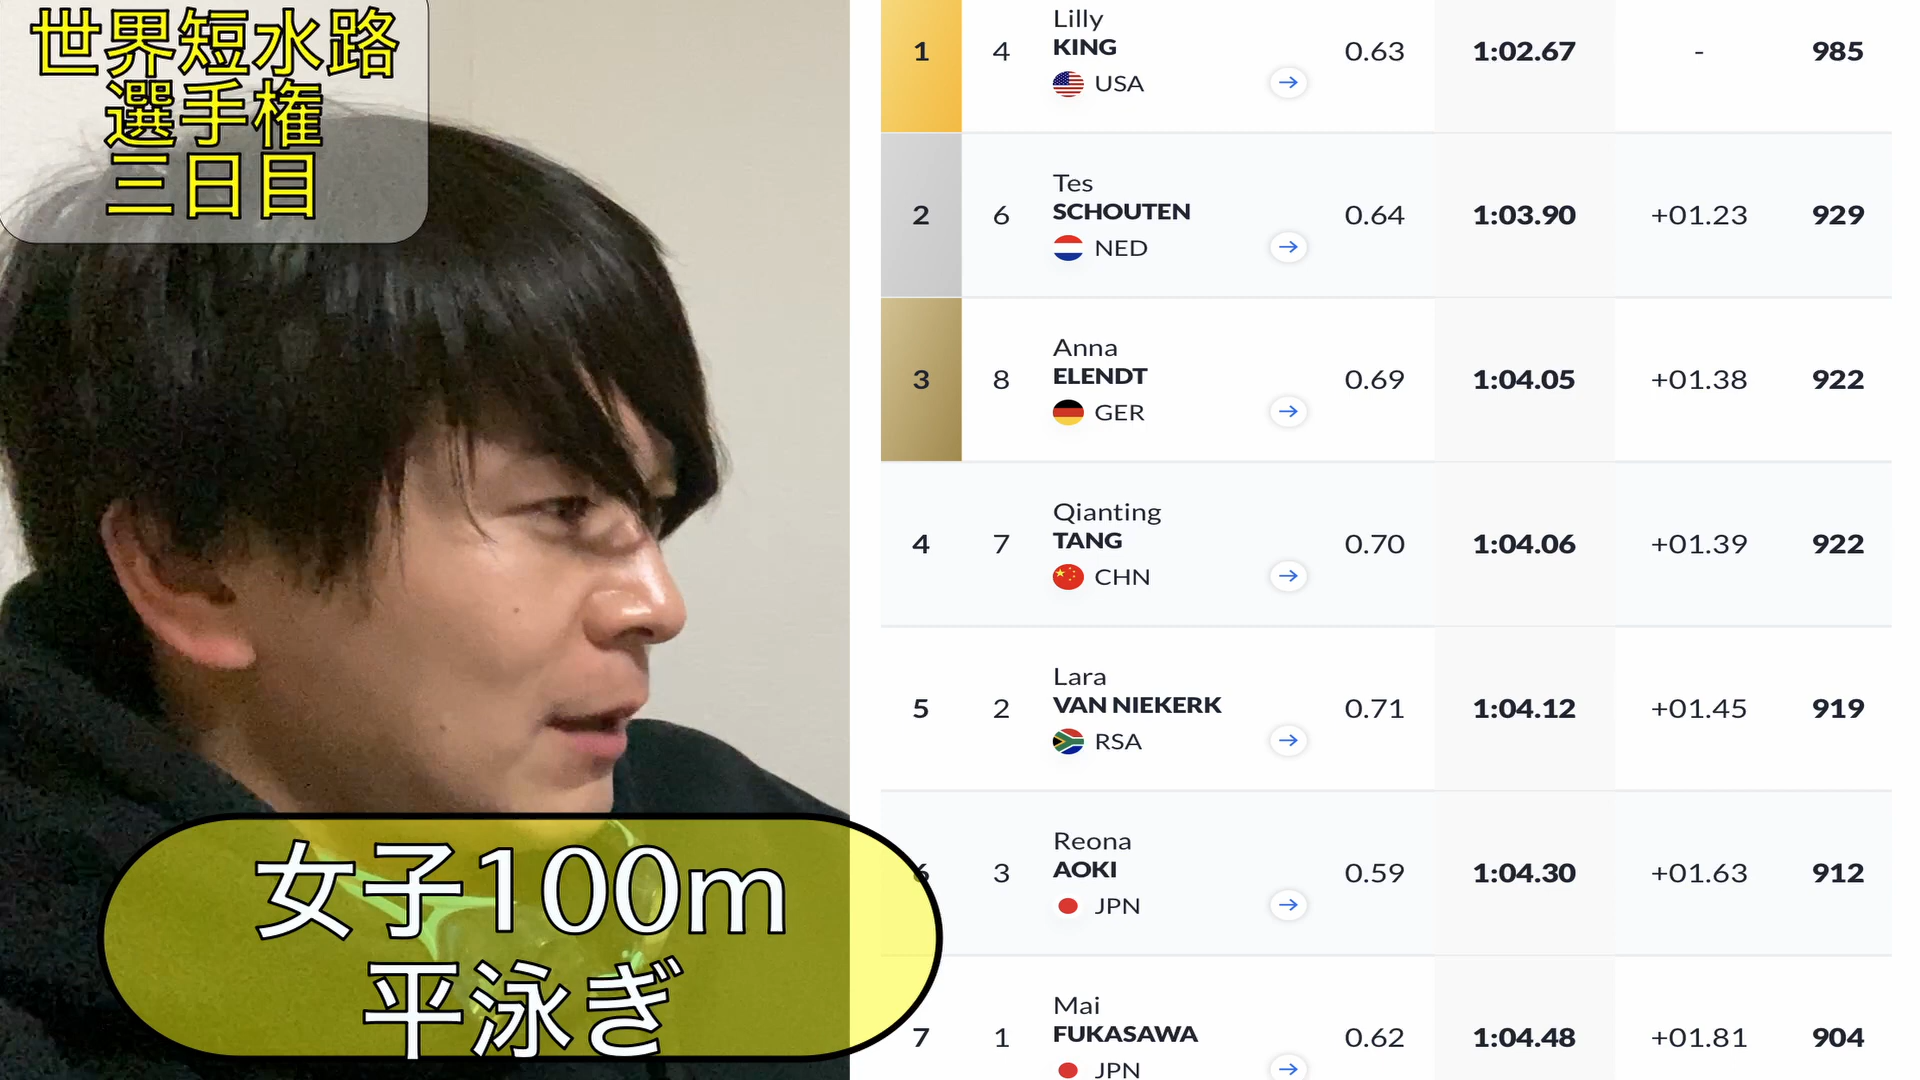 世界短水路
選手権
三日目
女子100m
平泳ぎ
1 4 Lilly KING USA 0.63 1:02.67 - 985
2 6 Tes SCHOUTEN NED 0.64 1:03.90 +01.23 929
3 8 Anna ELENDT GER 0.69 1:04.05 +01.38 922
4 7 Qianting TANG CHN 0.70 1:04.06 +01.39 922
5 2 Lara VAN NIEKERK RSA 0.71 1:04.12 +01.45 919
6 3 Reona AOKI JPN 0.59 1:04.30 +01.63 912
7 1 Mai FUKASAWA JPN 0.62 1:04.48 +01.81 904